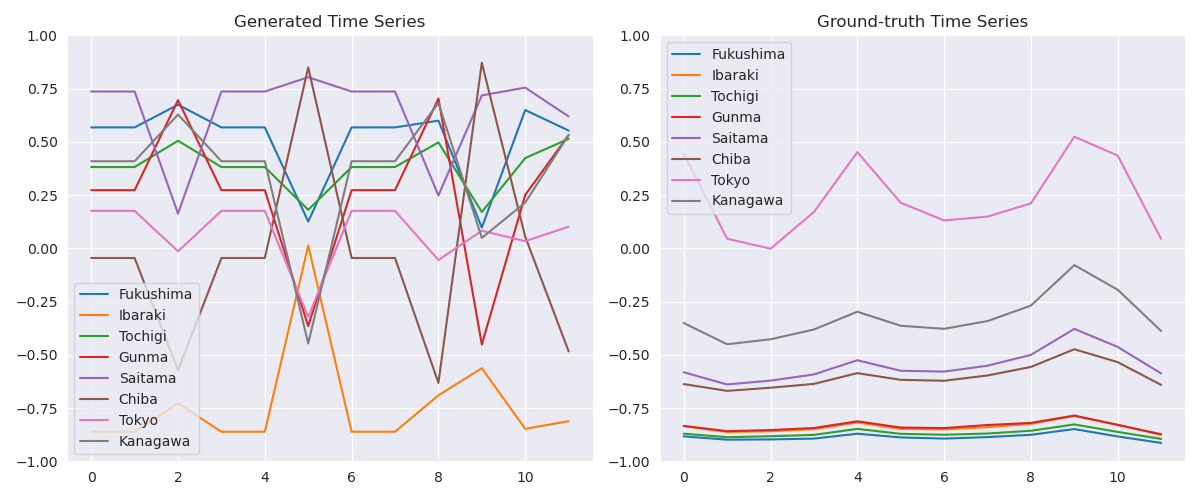 Generated Time Series
1.00
0.75
0.50
0.25
0.00
−0.25
−0.50
−0.75
−1.00
0 2 4 6 8 10
Fukushima
Ibaraki
Tochigi
Gunma
Saitama
Chiba
Tokyo
Kanagawa
Ground-truth Time Series
1.00
0.75
0.50
0.25
0.00
−0.25
−0.50
−0.75
−1.00
0 2 4 6 8 10
Fukushima
Ibaraki
Tochigi
Gunma
Saitama
Chiba
Tokyo
Kanagawa